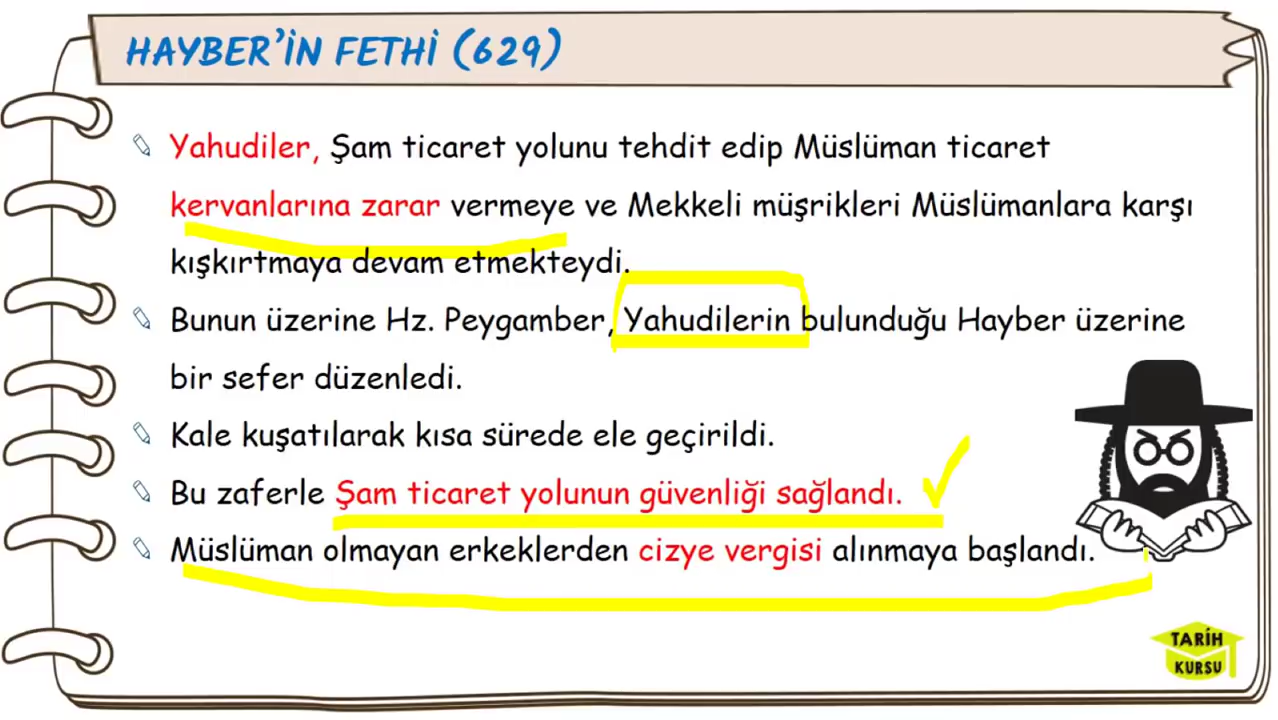 HAYBER'İN FETHİ (629)
Yahudiler, Şam ticaret yolunu tehdit edip Müslüman ticaret
kervanlarına zarar vermeye ve Mekkeli müşrikleri Müslümanlara karşı
kışkırtmaya devam etmekteydi.
Bunun üzerine Hz. Peygamber, Yahudilerin bulunduğu Hayber üzerine
bir sefer düzenledi.
Kale kuşatılarak kısa sürede ele geçirildi.
Bu zaferle Şam ticaret yolunun güvenliği sağlandı.
Müslüman olmayan erkeklerden cizye vergisi alınmaya başlandı.
TARİH
KURSU